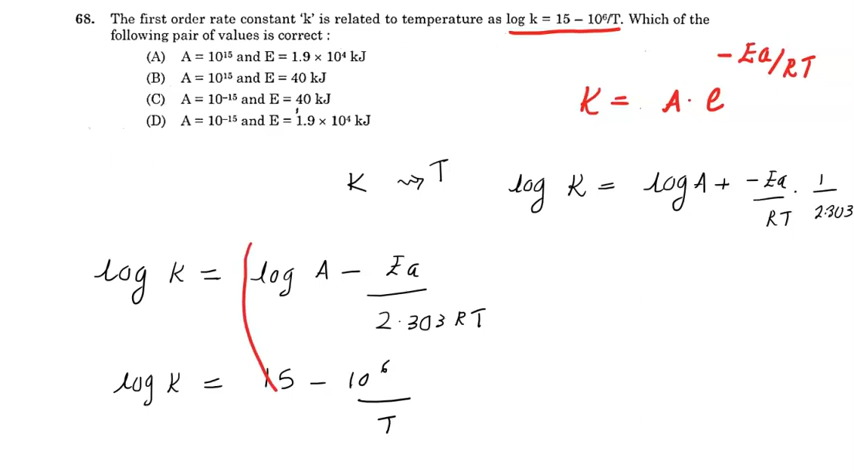 68. The first order rate constant ‘k’ is related to temperature as log k = 15 – 10⁶/T. Which of the
following pair of values is correct :
(A) A = 10¹⁵ and E = 1.9 × 10⁴ kJ
(B) A = 10¹⁵ and E = 40 kJ
(C) A = 10⁻¹⁵ and E = 40 kJ
(D) A = 10⁻¹⁵ and E = 1.9 × 10⁴ kJ
K = A · e^(-Ea/RT)
K ⇝ T
log K = log A + -Ea/RT · 1/2.303
log K = log A - Ea/2.303 RT
log K = 15 - 10⁶/T